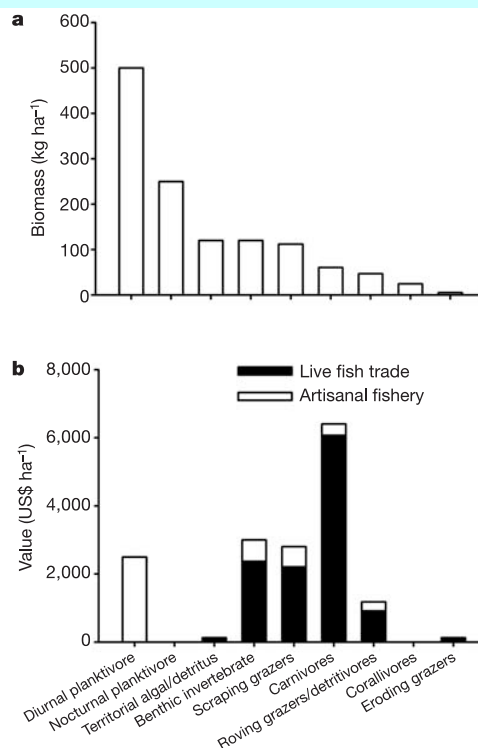 a
600
500
400
300
200
100
0
Biomass (kg ha⁻¹)
b
8,000
6,000
4,000
2,000
0
Value (US$ ha⁻¹)
Live fish trade
Artisanal fishery
Diurnal planktivore
Nocturnal planktivore
Territorial algal/detritus
Benthic invertebrate
Scraping grazers
Carnivores
Roving grazers/detritivores
Corallivores
Eroding grazers